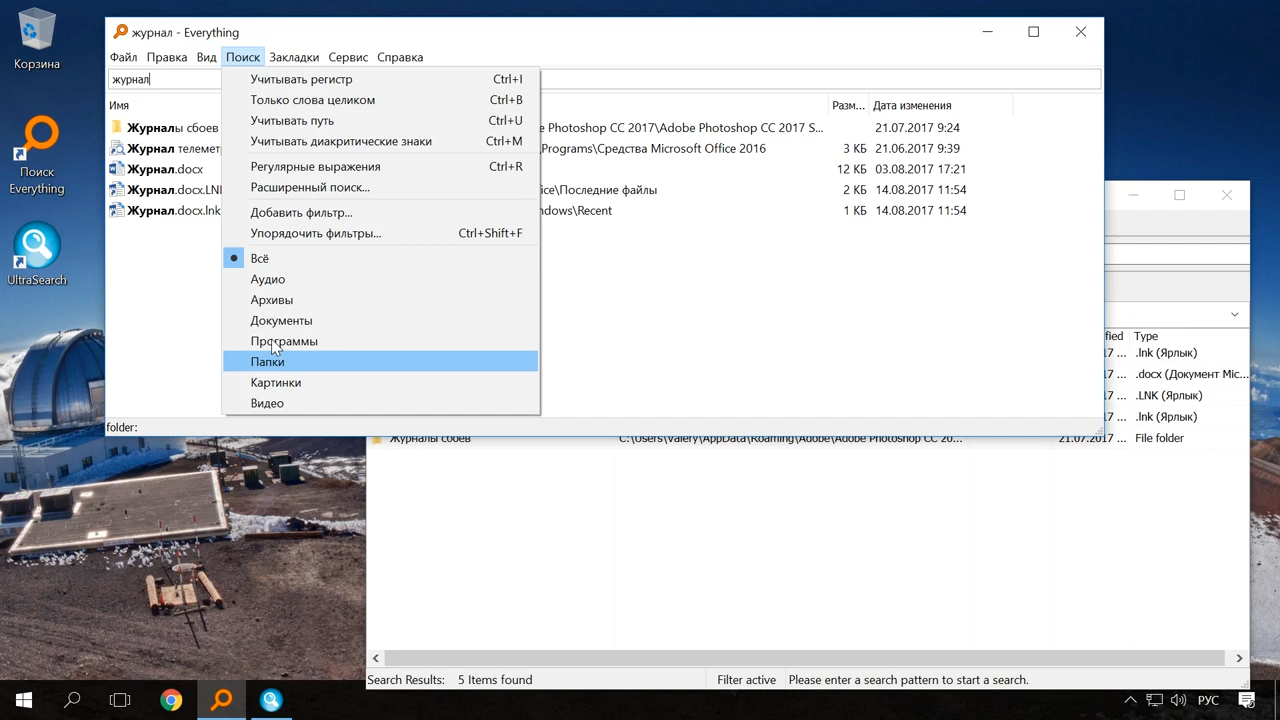 Корзина
Поиск
Everything
UltraSearch
журнал - Everything
Файл Правка Вид Поиск Закладки Сервис Справка
журнал
Имя Разм... Дата изменения
Журналы сбоев e Photoshop CC 2017\Adobe Photoshop CC 2017 S... 21.07.2017 9:24
Журнал телемет \Programs\Средства Microsoft Office 2016 3 КБ 21.06.2017 9:39
Журнал.docx 12 КБ 03.08.2017 17:21
Журнал.docx.LN ice\Последние файлы 2 КБ 14.08.2017 11:54
Журнал.docx.lnk ndows\Recent 1 КБ 14.08.2017 11:54
Учитывать регистр Ctrl+I
Только слова целиком Ctrl+B
Учитывать путь Ctrl+U
Учитывать диакритические знаки Ctrl+M
Регулярные выражения Ctrl+R
Расширенный поиск...
Добавить фильтр...
Упорядочить фильтры... Ctrl+Shift+F
Всё
Аудио
Архивы
Документы
Программы
Папки
Картинки
Видео
folder:
fied Type
17 ... .lnk (Ярлык)
17 ... .docx (Документ Mic...
17 ... .LNK (Ярлык)
17 ... .lnk (Ярлык)
Журналы сбоев C:\Users\Valery\AppData\Roaming\Adobe\Adobe Photoshop CC 20... 21.07.2017 ... File folder
Search Results: 5 Items found Filter active Please enter a search pattern to start a search.
РУС